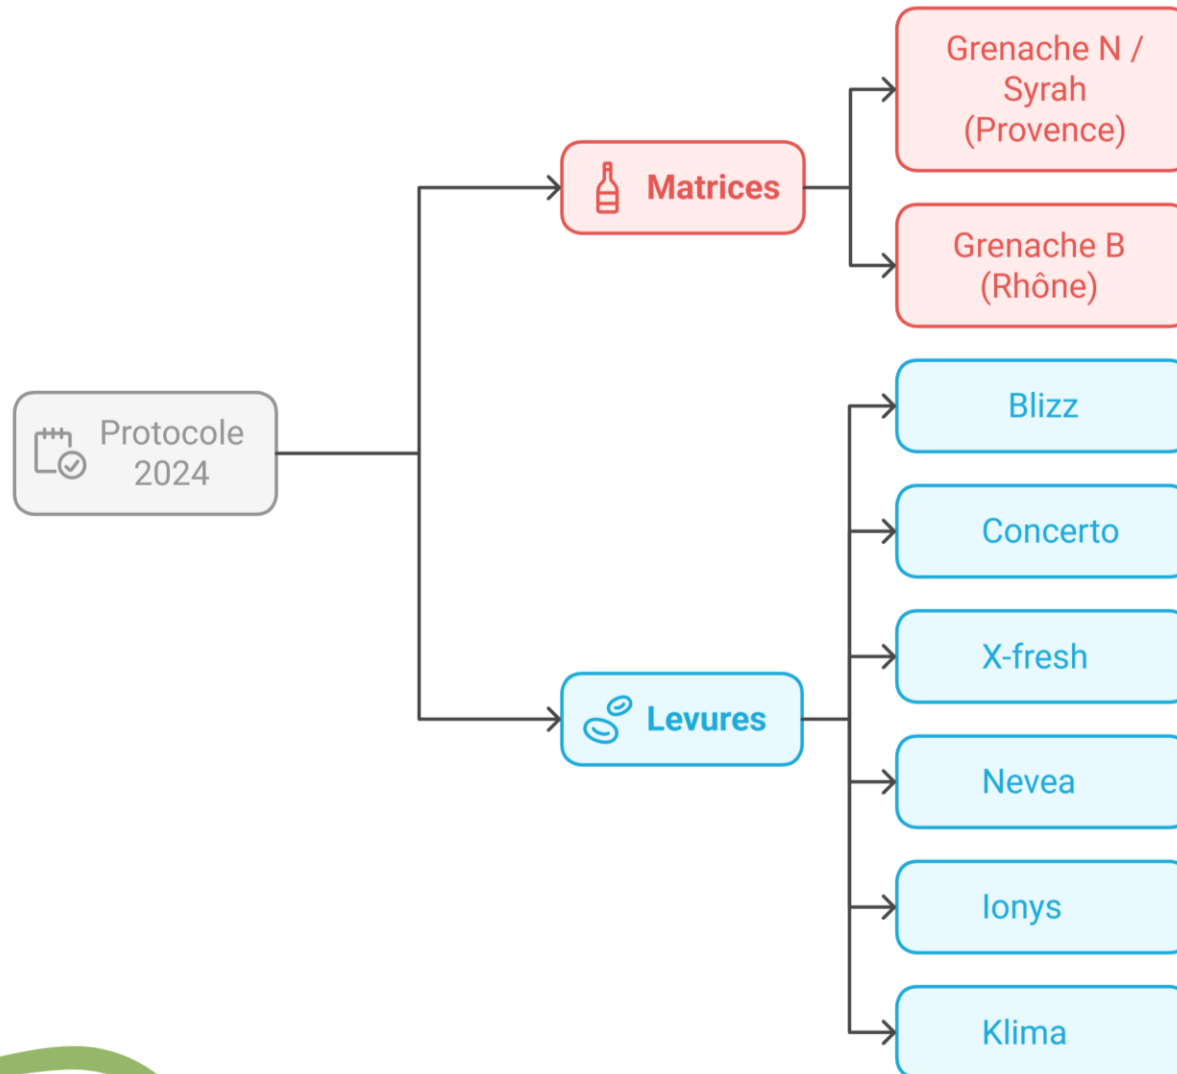 Grenache N /
Syrah
(Provence)
Matrices
Grenache B
(Rhône)
Protocole
2024
Blizz
Concerto
X-fresh
Levures
Nevea
Ionys
Klima